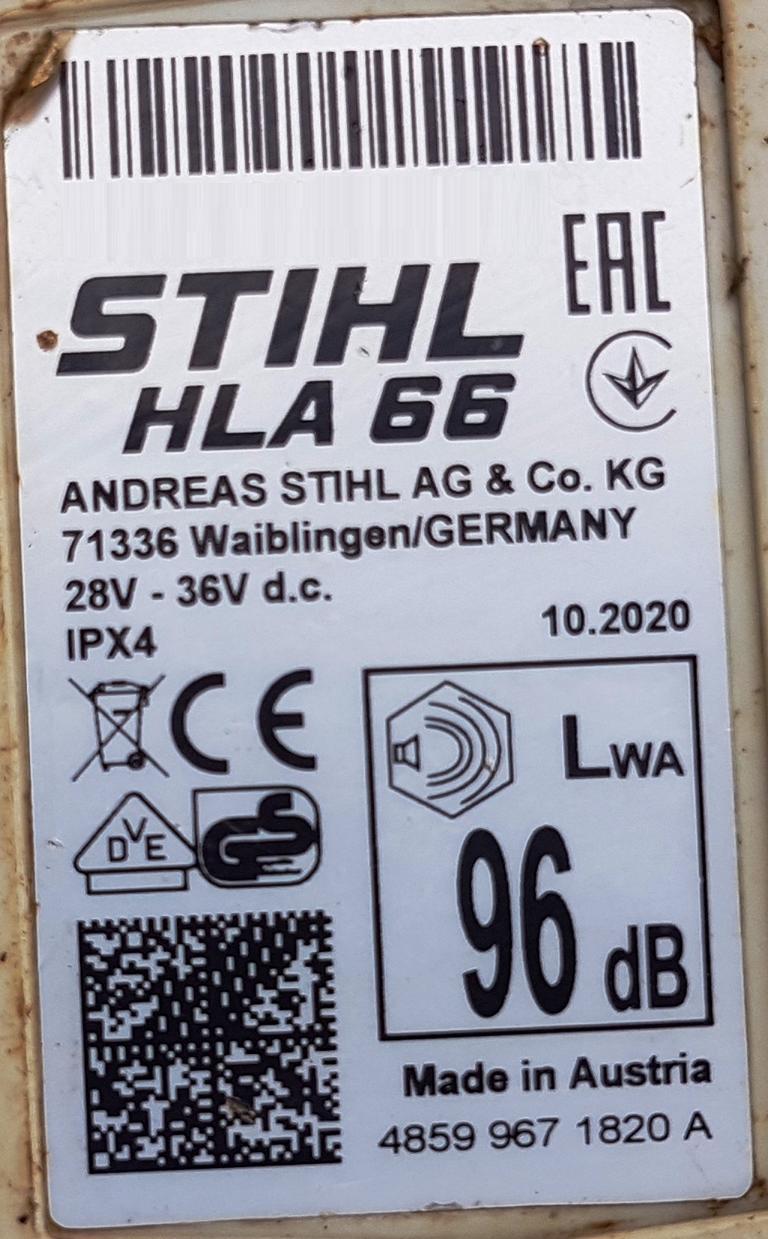 EAC
STIHL
HLA 66
ANDREAS STIHL AG & Co. KG
71336 Waiblingen/GERMANY
28V - 36V d.c.
IPX4
10.2020
CE
DVE
GS
LWA
96 dB
Made in Austria
4859 967 1820 A